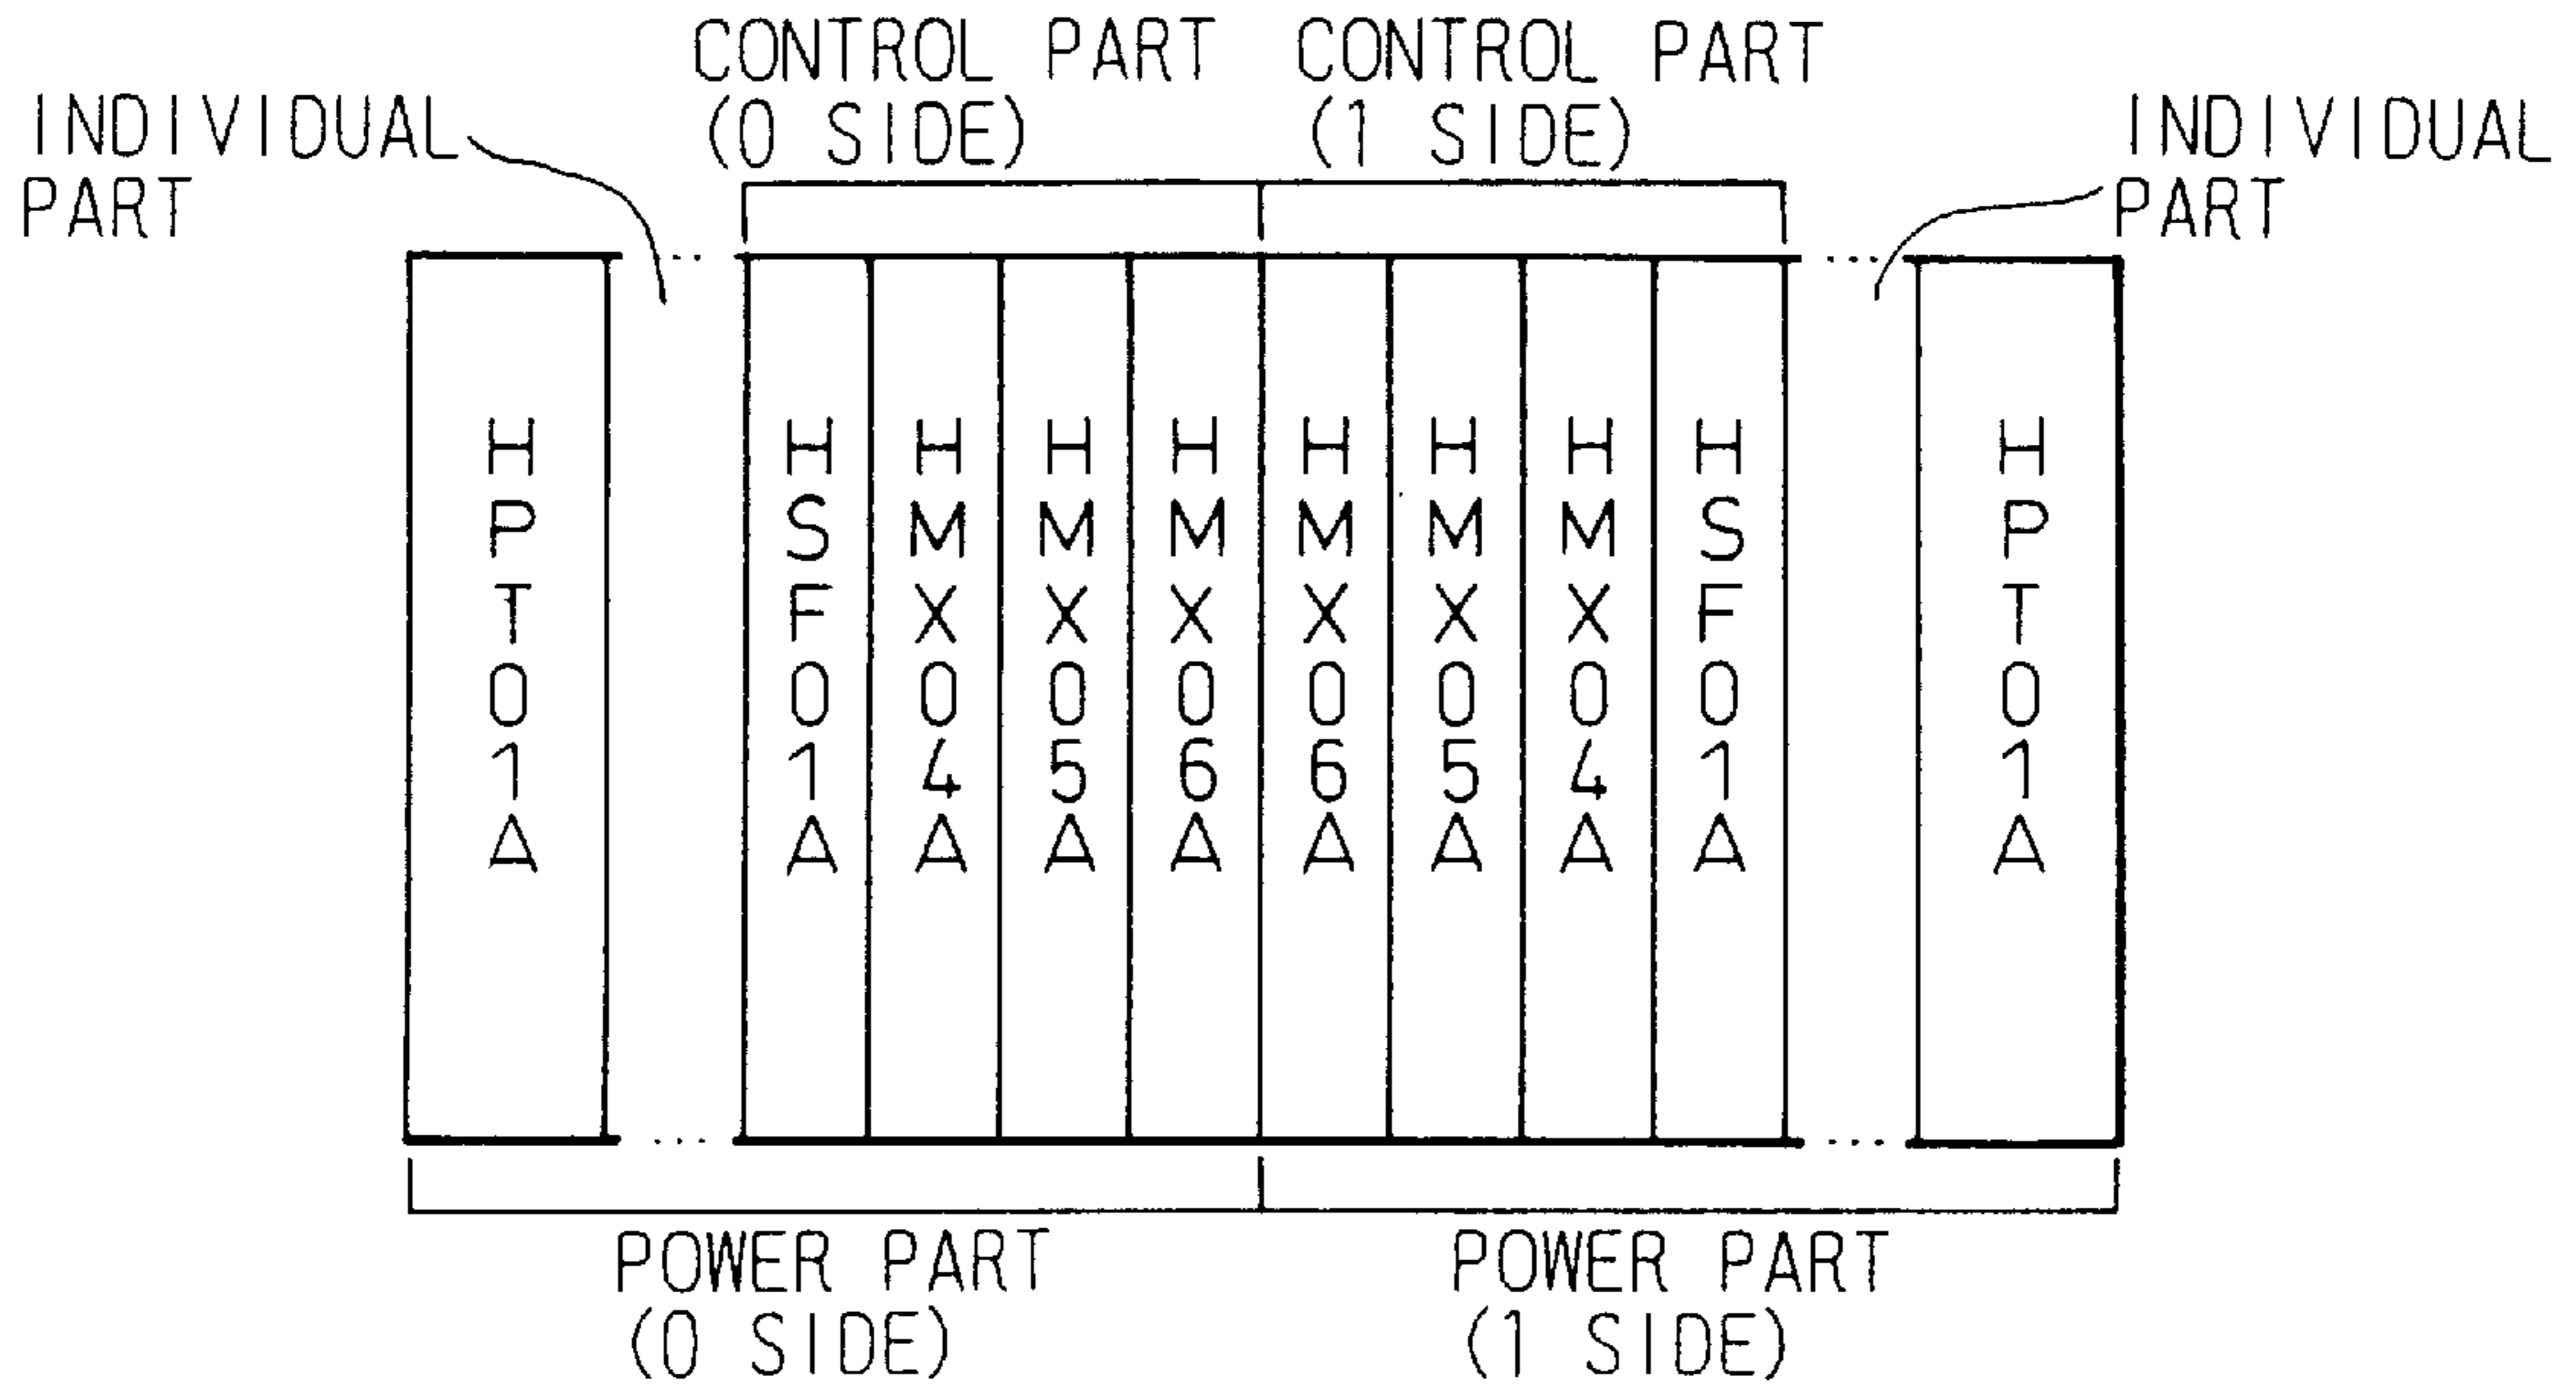 CONTROL PART
(0 SIDE)
CONTROL PART
(1 SIDE)
INDIVIDUAL
PART
INDIVIDUAL
PART
HPT01A
HSF01A
HMX04A
HMX05A
HMX06A
HMX06A
HMX05A
HMX04A
HSF01A
HPT01A
POWER PART
(0 SIDE)
POWER PART
(1 SIDE)